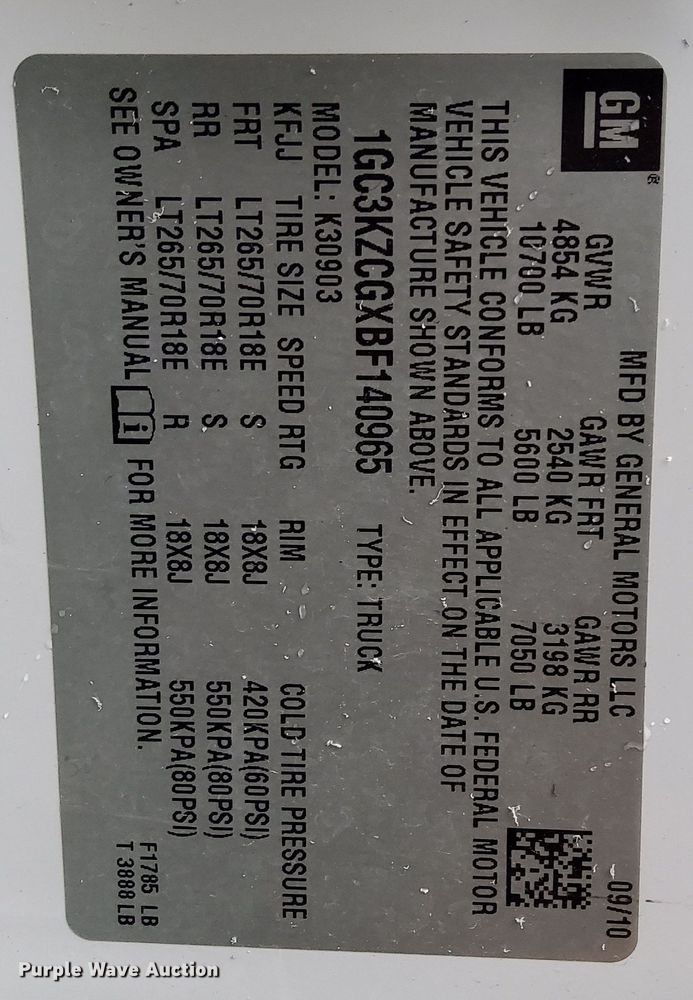 GM®
MFD BY GENERAL MOTORS LLC 09/10
GVWR GAWR FRT GAWR RR
4854 KG 2540 KG 3198 KG
10700 LB 5600 LB 7050 LB
THIS VEHICLE CONFORMS TO ALL APPLICABLE U.S. FEDERAL MOTOR
VEHICLE SAFETY STANDARDS IN EFFECT ON THE DATE OF
MANUFACTURE SHOWN ABOVE.
1GC3KZCGXBF140965 TYPE: TRUCK
MODEL: K30903
KFJJ TIRE SIZE SPEED RTG RIM COLD TIRE PRESSURE
FRT LT265/70R18E S 18X8J 420KPA(60PSI)
RR LT265/70R18E S 18X8J 550KPA(80PSI)
SPA LT265/70R18E R 18X8J 550KPA(80PSI)
SEE OWNER'S MANUAL i FOR MORE INFORMATION.
F1785 LB
T 3888 LB
Purple Wave Auction